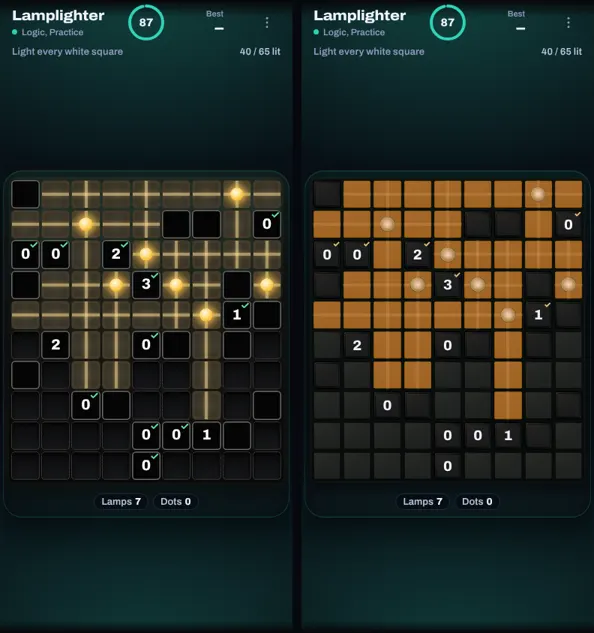 Lamplighter
Logic, Practice
87
Best
–
Light every white square
40 / 65 lit
0
0 0 2
3
1
2 0
0
0 0 1
0
Lamps 7 Dots 0
Lamplighter
Logic, Practice
87
Best
–
Light every white square
40 / 65 lit
0
0 0 2
3
1
2 0
0
0 0 1
0
Lamps 7 Dots 0